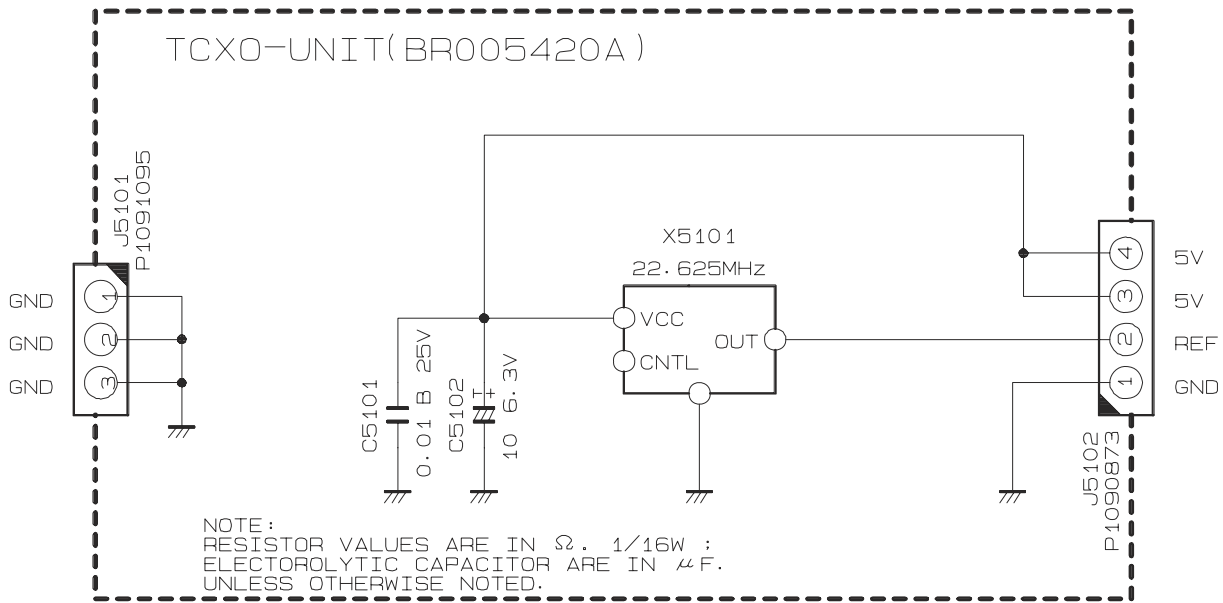 TCXO-UNIT(BR005420A)
J5101
P1091095
GND
GND
GND
1
2
3
X5101
22.625MHz
VCC
CNTL
OUT
C5101
0.01 B 25V
C5102
10 6.3V
+
4
3
2
1
5V
5V
REF
GND
J5102
P1090873
NOTE:
RESISTOR VALUES ARE IN Ω. 1/16W ;
ELECTOROLYTIC CAPACITOR ARE IN μF.
UNLESS OTHERWISE NOTED.